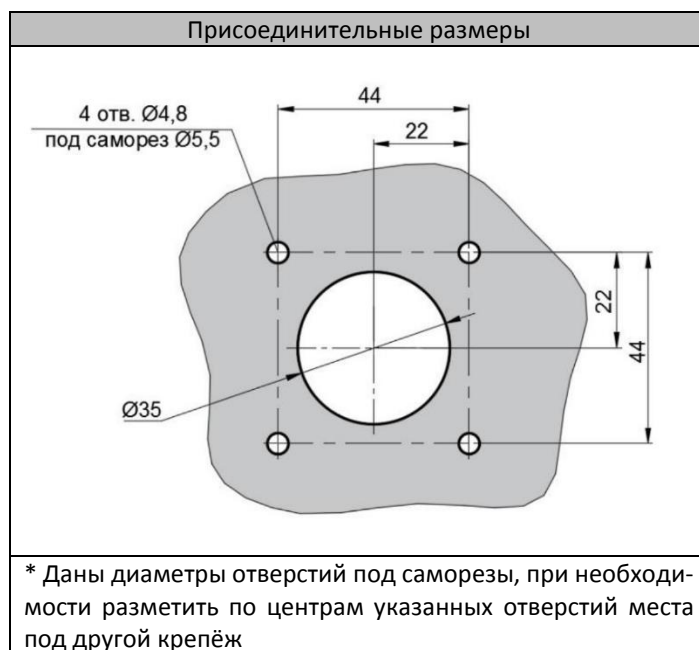 Присоединительные размеры
44
4 отв. Ø4,8
под саморез Ø5,5
22
22
44
Ø35
* Даны диаметры отверстий под саморезы, при необходи-
мости разметить по центрам указанных отверстий места
под другой крепёж